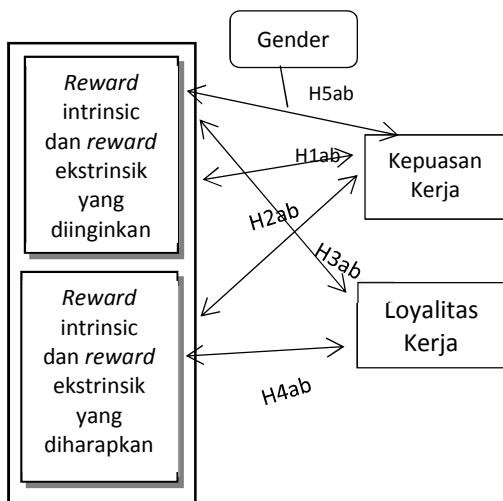 Gender
Reward
intrinsic
dan reward
ekstrinsik
yang
diinginkan
H5ab
H1ab
Kepuasan
Kerja
H2ab
H3ab
Reward
intrinsic
dan reward
ekstrinsik
yang
diharapkan
Loyalitas
Kerja
H4ab